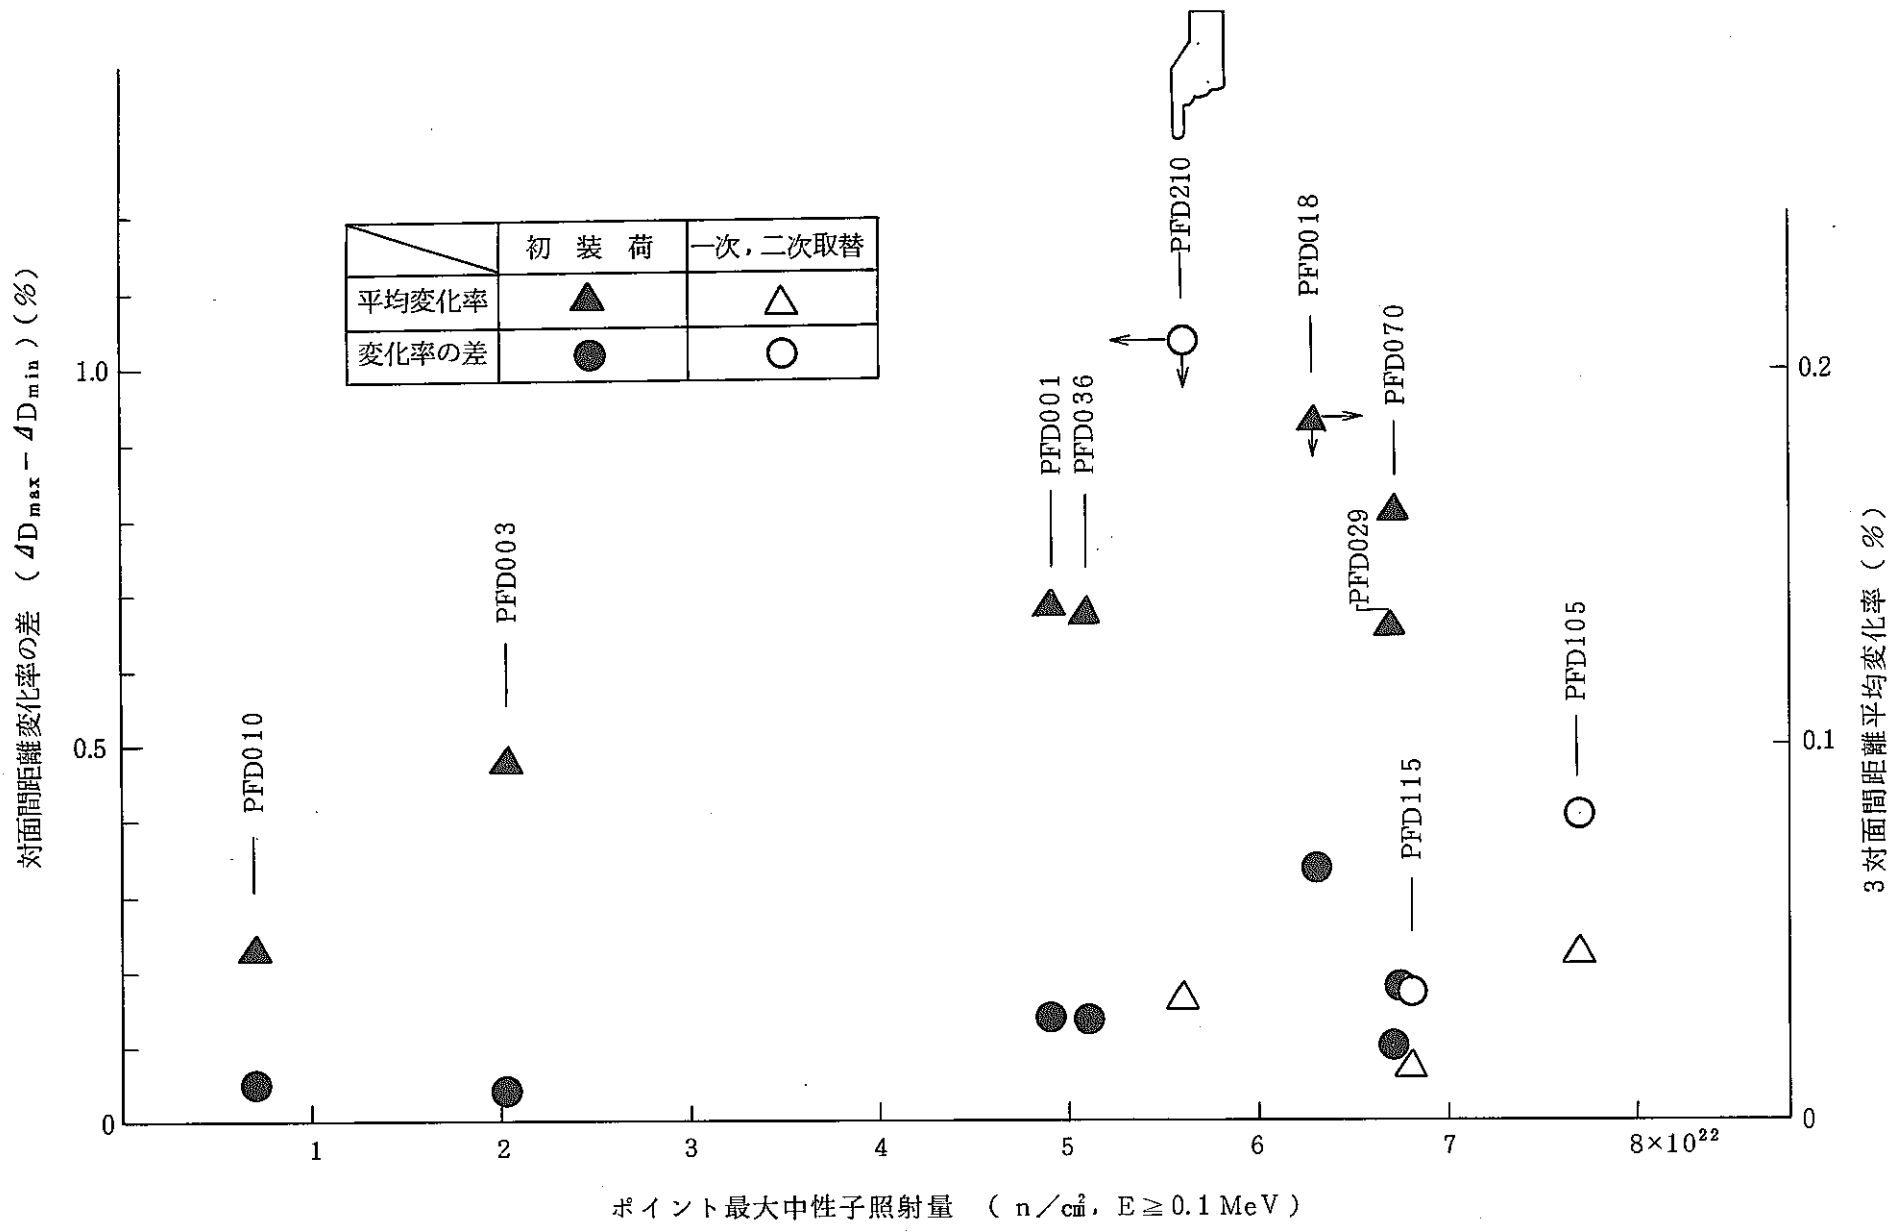 対面間距離変化率の差 ( ΔDmax − ΔDmin ) (%)
1.0
0.5
0
初 装 荷
一次,二次取替
平均変化率
▲
△
変化率の差
●
○
PFD010
PFD003
PFD001
PFD036
PFD210
PFD018
PFD070
PFD029
PFD115
PFD105
0.2
0.1
0
3対面間距離平均変化率 (%)
1 2 3 4 5 6 7 8×10²²
ポイント最大中性子照射量 ( n/c㎡, E≧0.1 MeV )